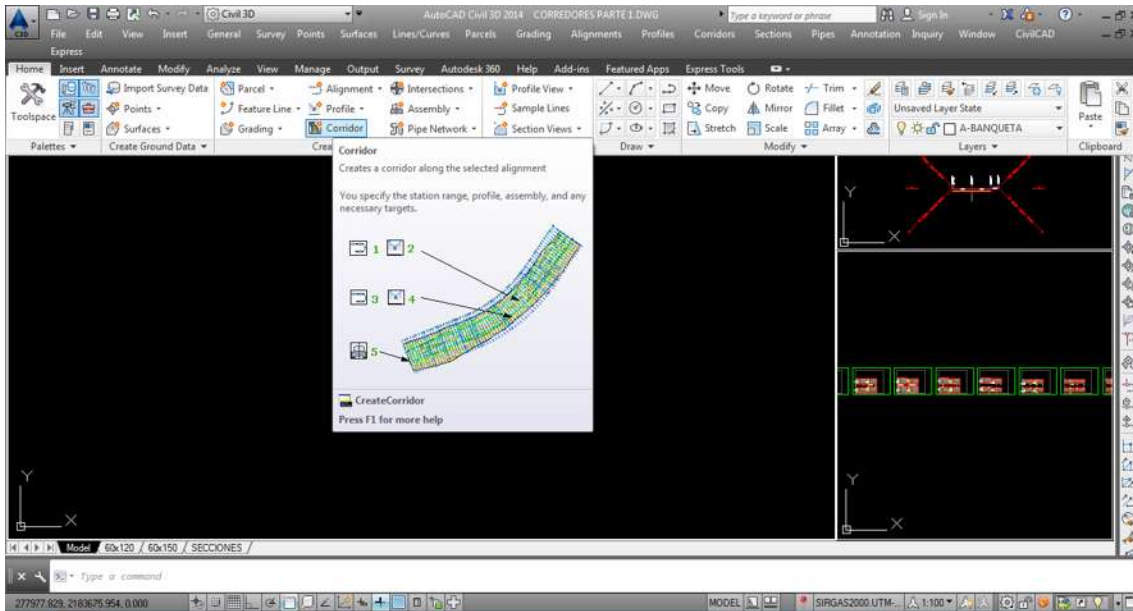 Civil 3D AutoCAD Civil 3D 2014 CORREDORES PARTE 1.DWG Type a keyword or phrase Sign In
C3D File Edit View Insert General Survey Points Surfaces Lines/Curves Parcels Grading Alignments Profiles Corridors Sections Pipes Annotation Inquiry Window CivilCAD
Express
Home Insert Annotate Modify Analyze View Manage Output Survey Autodesk 360 Help Add-ins Featured Apps Express Tools
Toolspace
Import Survey Data Parcel Alignment Intersections Profile View Move Rotate Trim
Points Feature Line Profile Assembly Sample Lines Copy Mirror Fillet Unsaved Layer State
Surfaces Grading Corridor Pipe Network Section Views Stretch Scale Array A-BANQUETA Paste
Palettes Create Ground Data Crea Draw Modify Layers Clipboard
Corridor
Creates a corridor along the selected alignment
You specify the station range, profile, assembly, and any
necessary targets.
1 2
3 4
5
CreateCorridor
Press F1 for more help
Y
X
Y
X
Y
X
Model 60x120 / 60x150 / SECCIONES /
Type a command
277977.829, 2183675.954, 0.000 MODEL SIRGAS2000.UTM-... 1:100